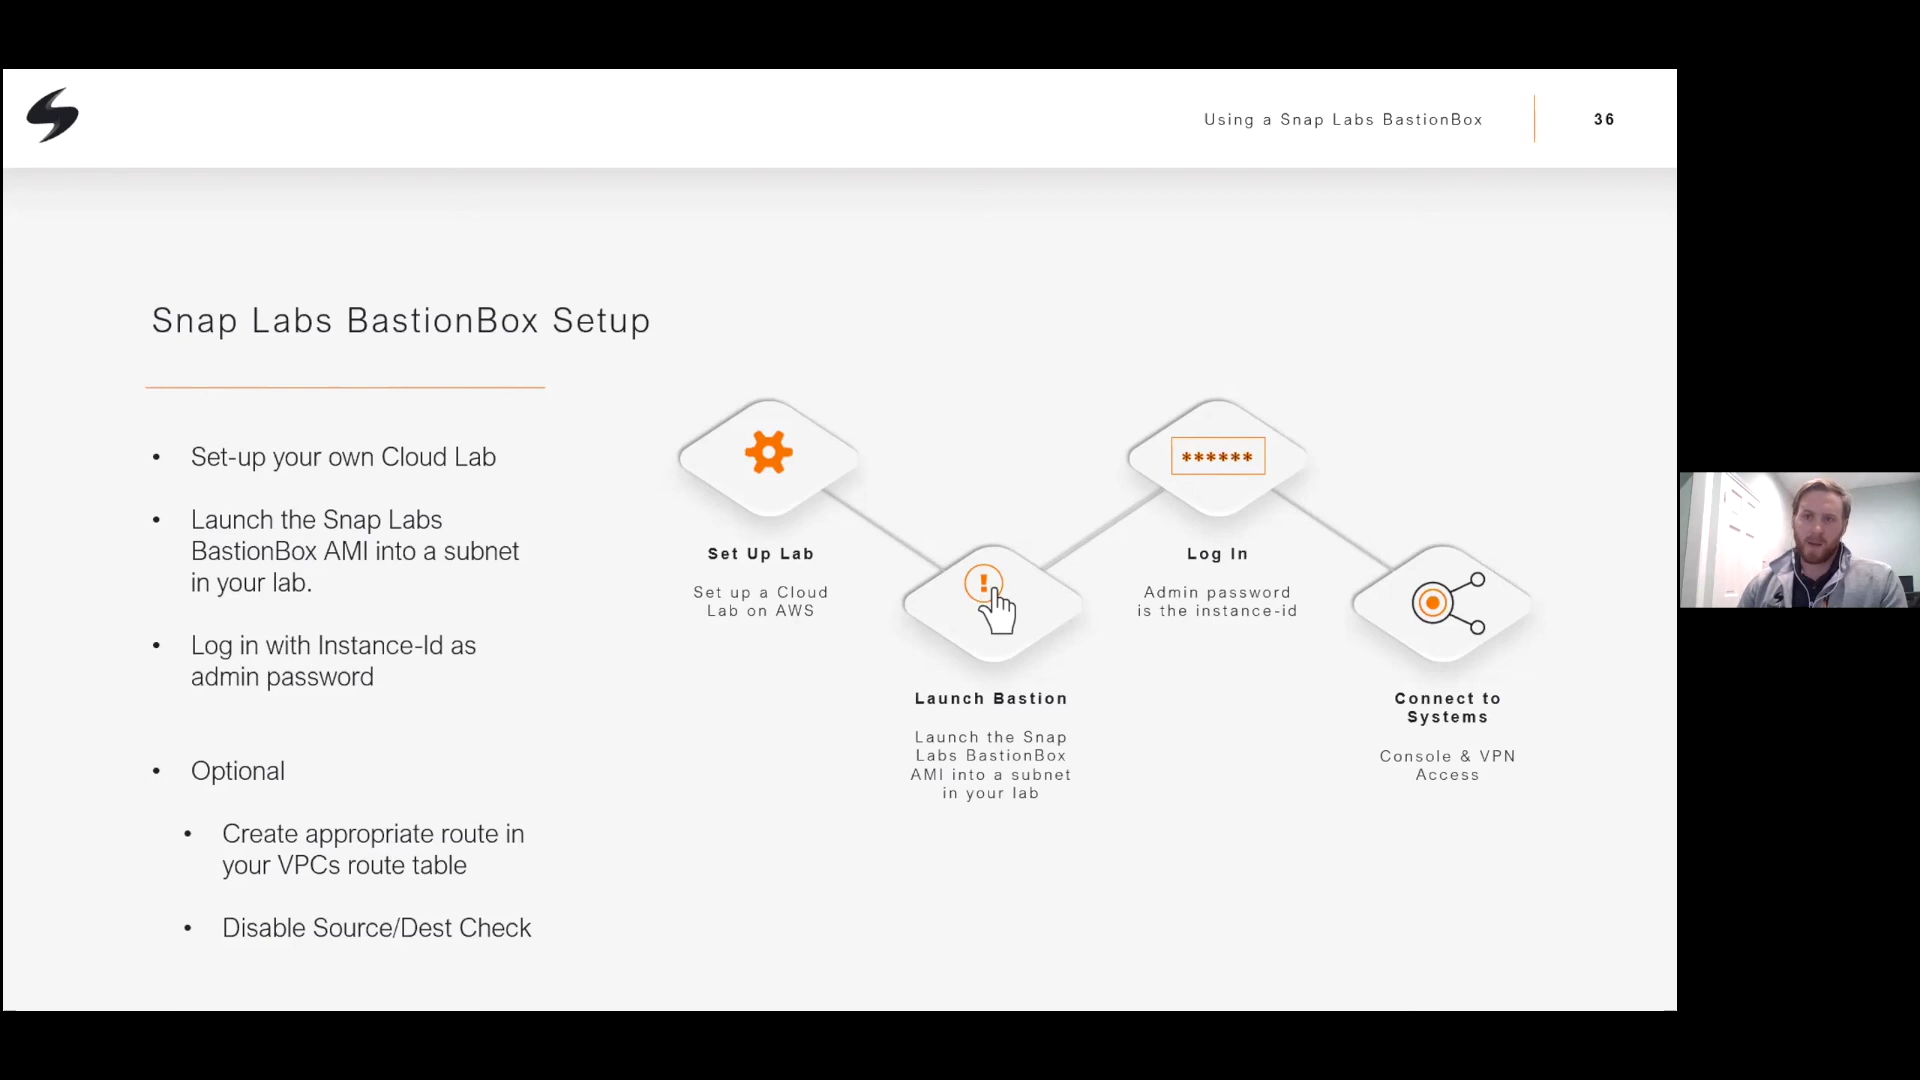 Using a Snap Labs BastionBox
36
Snap Labs BastionBox Setup
• Set-up your own Cloud Lab
• Launch the Snap Labs
BastionBox AMI into a subnet
in your lab.
• Log in with Instance-Id as
admin password
• Optional
• Create appropriate route in
your VPCs route table
• Disable Source/Dest Check
Set Up Lab
Set up a Cloud
Lab on AWS
!
Launch Bastion
Launch the Snap
Labs BastionBox
AMI into a subnet
in your lab
******
Log In
Admin password
is the instance-id
Connect to
Systems
Console & VPN
Access